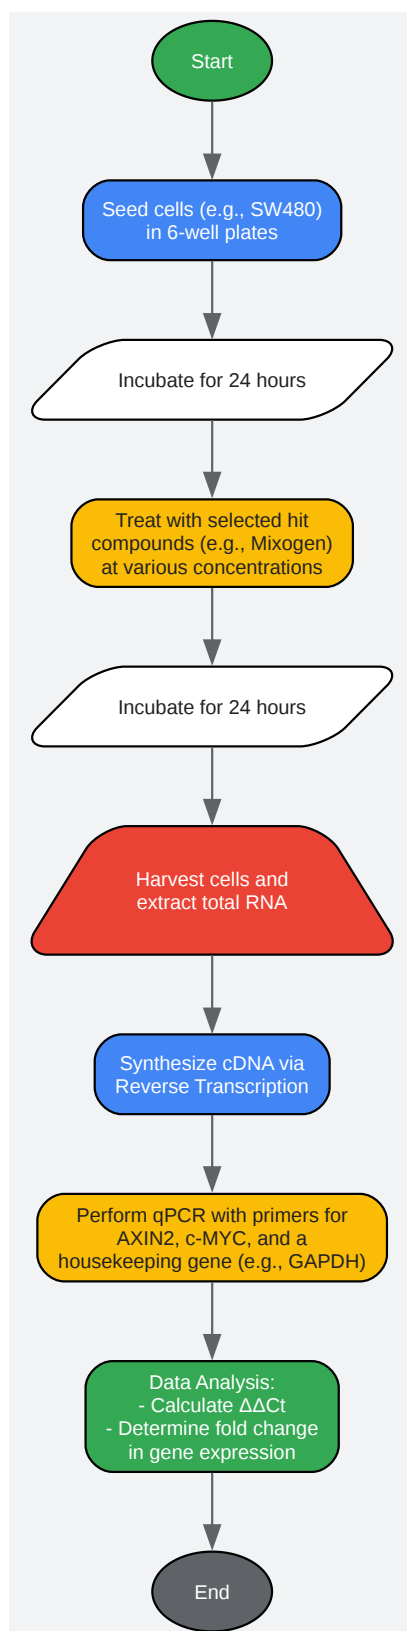 Start
Seed cells (e.g., SW480)
in 6-well plates
Incubate for 24 hours
Treat with selected hit
compounds (e.g., Mixogen)
at various concentrations
Incubate for 24 hours
Harvest cells and
extract total RNA
Synthesize cDNA via
Reverse Transcription
Perform qPCR with primers for
AXIN2, c-MYC, and a
housekeeping gene (e.g., GAPDH)
Data Analysis:
- Calculate ΔΔCt
- Determine fold change
in gene expression
End